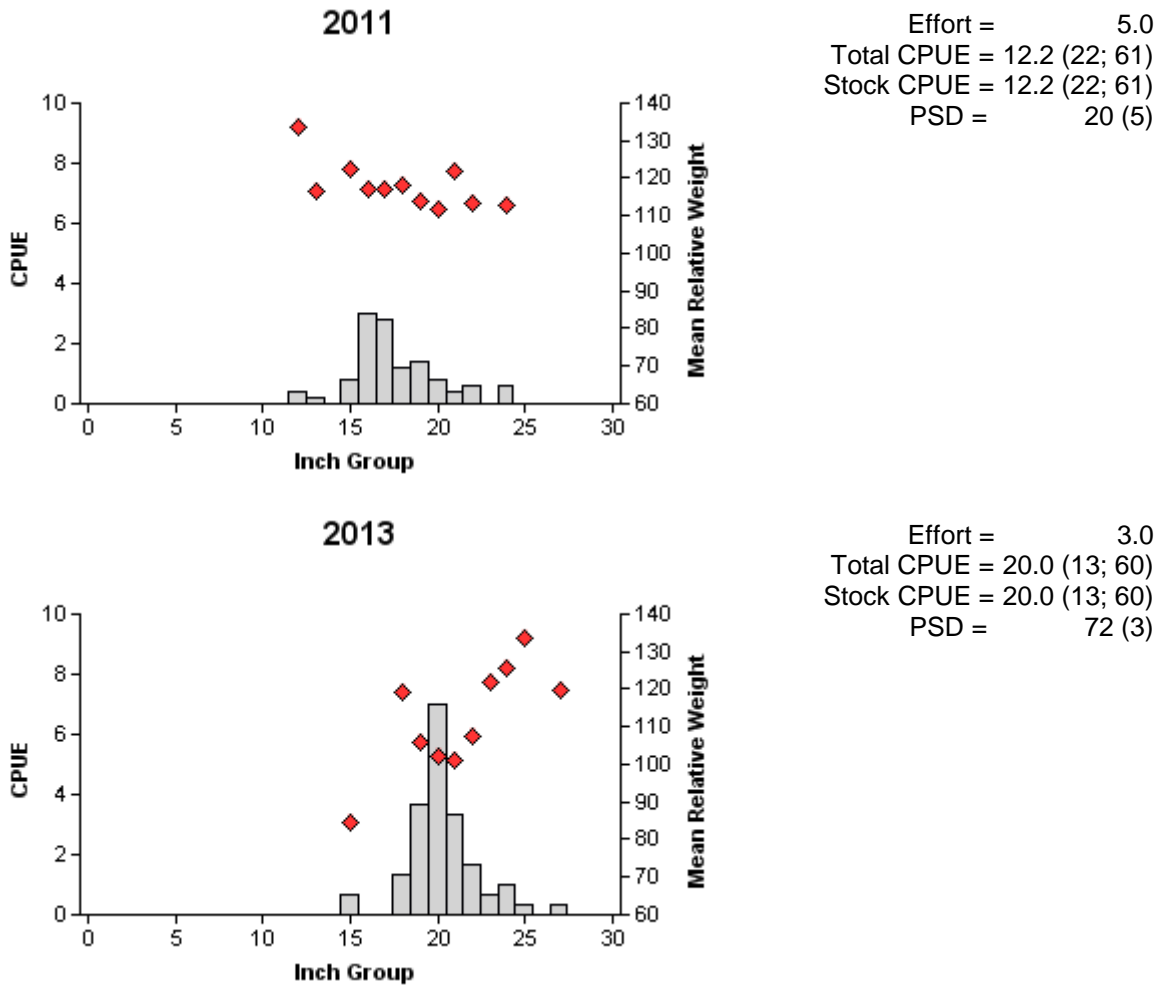 2011
Effort = 5.0
Total CPUE = 12.2 (22; 61)
Stock CPUE = 12.2 (22; 61)
PSD = 20 (5)
10
8
6
4
2
0
CPUE
140
130
120
110
100
90
80
70
60
Mean Relative Weight
0 5 10 15 20 25 30
Inch Group
2013
Effort = 3.0
Total CPUE = 20.0 (13; 60)
Stock CPUE = 20.0 (13; 60)
PSD = 72 (3)
10
8
6
4
2
0
CPUE
140
130
120
110
100
90
80
70
60
Mean Relative Weight
0 5 10 15 20 25 30
Inch Group